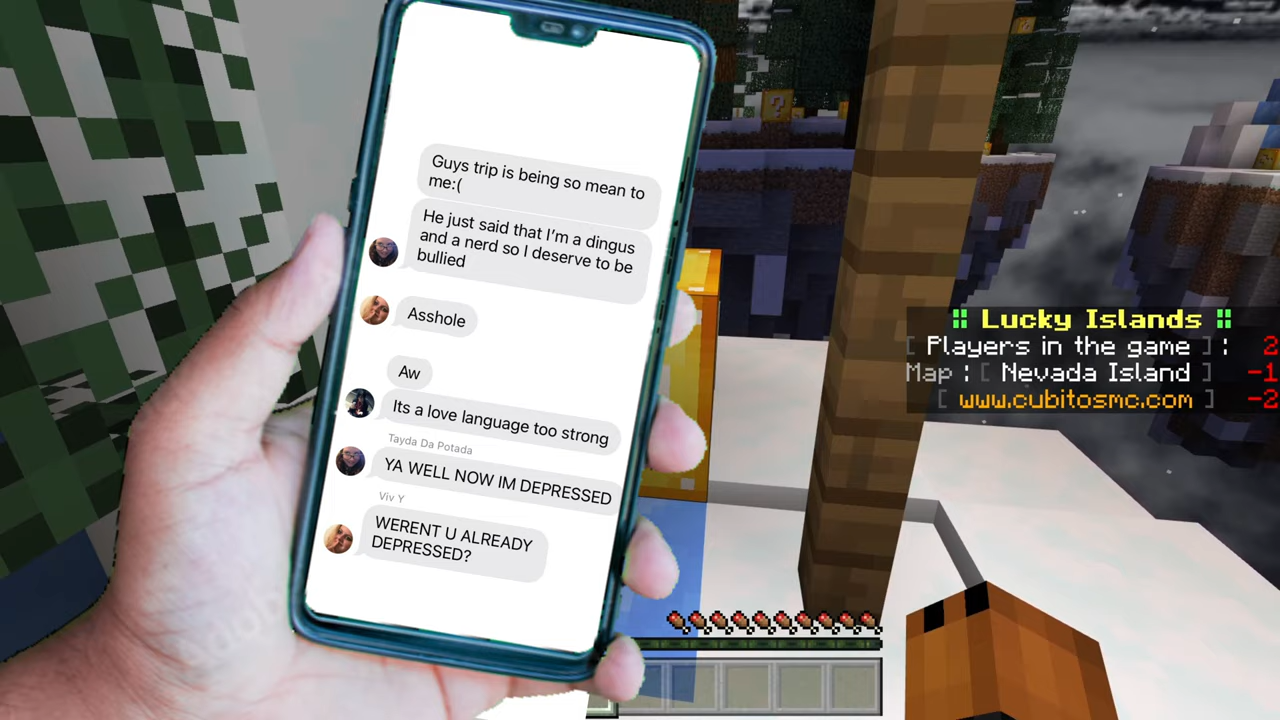 Guys trip is being so mean to
me:(
He just said that I'm a dingus
and a nerd so I deserve to be
bullied
Asshole
Aw
Its a love language too strong
Tayda Da Potada
YA WELL NOW IM DEPRESSED
Viv Y
WERENT U ALREADY
DEPRESSED?
Lucky Islands
[ Players in the game ] : 2
Map : [ Nevada Island ] -1
[ www.cubitosmc.com ] -2
?